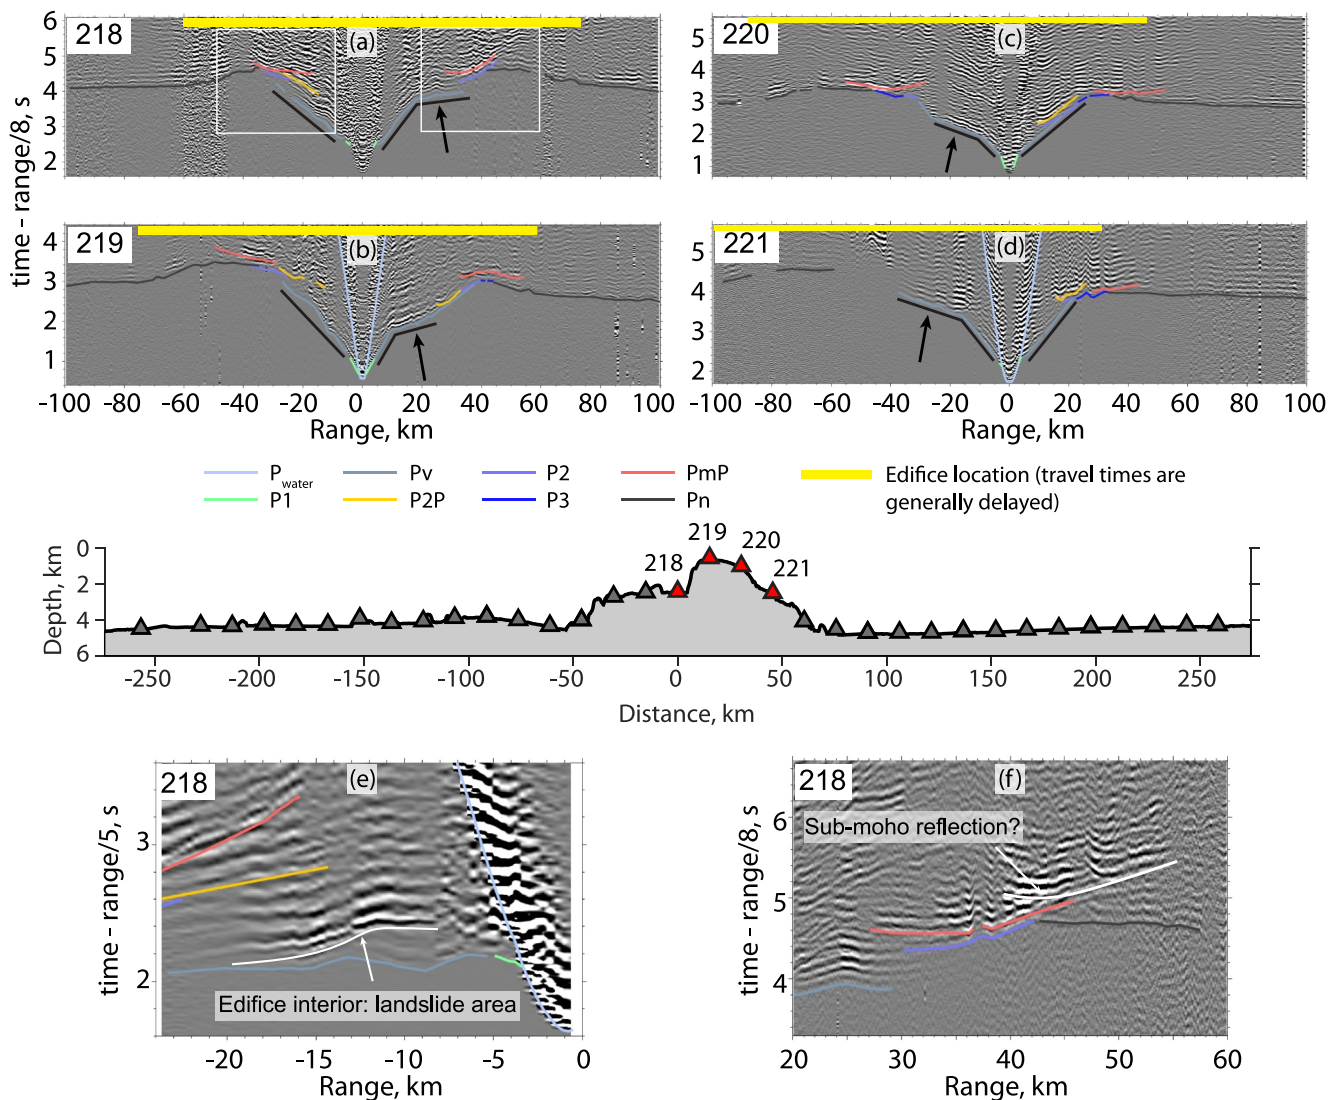 218
(a)
6
5
4
3
2
220
(c)
5
4
3
2
1
time - range/8, s
219
(b)
4
3
2
1
221
(d)
5
4
3
2
-100 -80 -60 -40 -20 0 20 40 60 80 100
Range, km
-100 -80 -60 -40 -20 0 20 40 60 80 100
Range, km
Pwater Pv P2 PmP Edifice location (travel times are
generally delayed)
P1 P2P P3 Pn
Depth, km
0
2
4
6
218
219
220
221
-250 -200 -150 -100 -50 0 50 100 150 200 250
Distance, km
218
(e)
time - range/5, s
3
2
Edifice interior: landslide area
-20 -15 -10 -5 0
Range, km
218
(f)
time - range/8, s
6
5
4
Sub-moho reflection?
20 30 40 50 60
Range, km